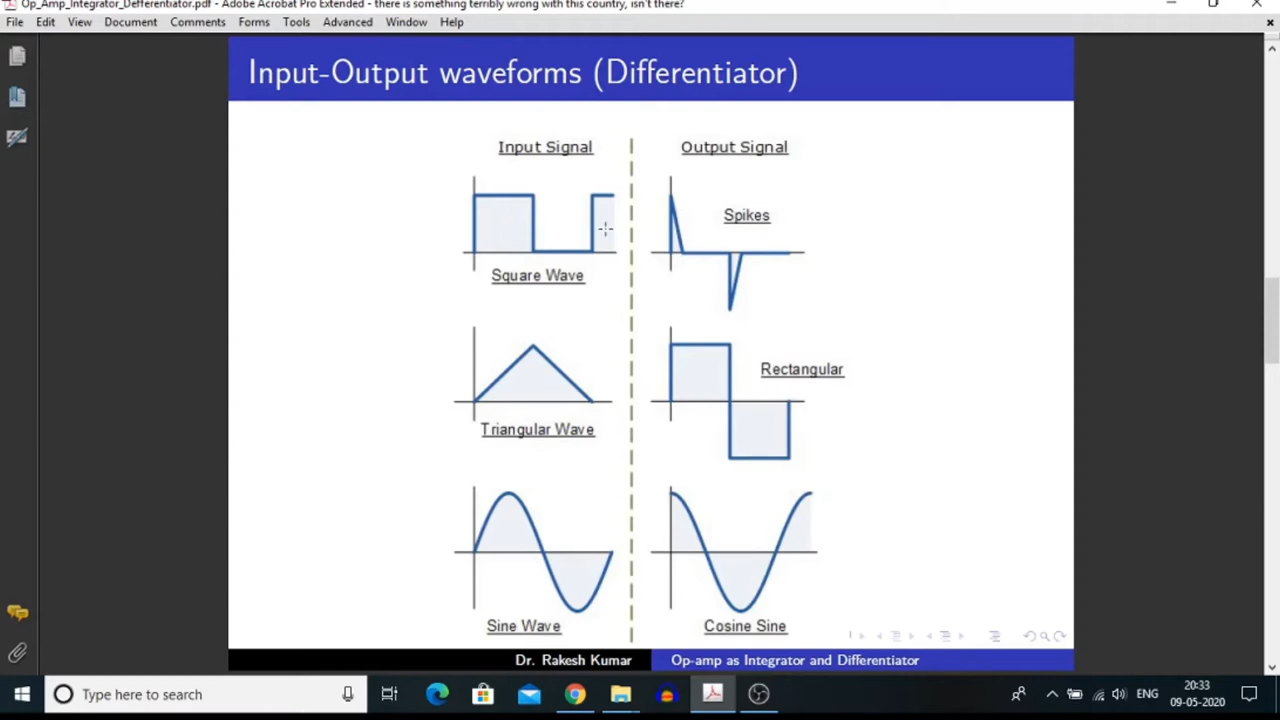 Op_Amp_Integrator_Defferentiator.pdf - Adobe Acrobat Pro Extended - there is something terribly wrong with this country, isn't there?
File Edit View Document Comments Forms Tools Advanced Window Help
Input-Output waveforms (Differentiator)
Input Signal Output Signal
Spikes
Square Wave
Rectangular
Triangular Wave
Sine Wave Cosine Sine
Dr. Rakesh Kumar Op-amp as Integrator and Differentiator
Type here to search
ENG
20:33
09-05-2020